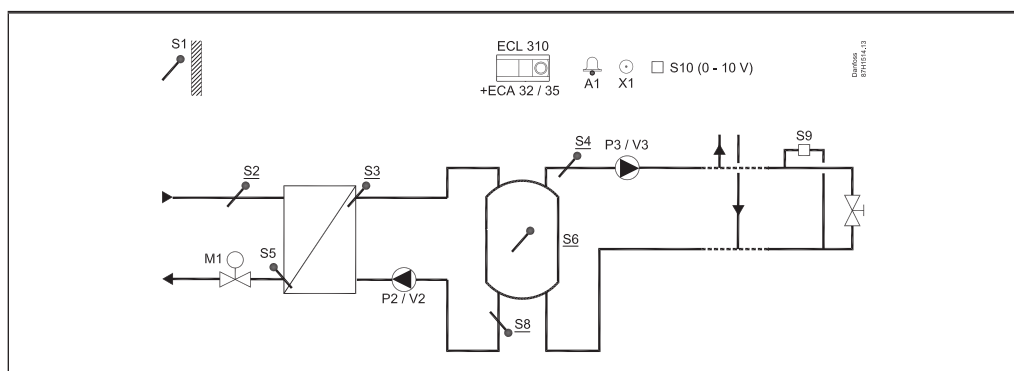 S1
ECL 310
+ECA 32 / 35
A1
X1
S10 (0 - 10 V)
Danfoss
87H1514.13
S4
P3 / V3
S9
S2
S3
S6
M1
S5
P2 / V2
S8